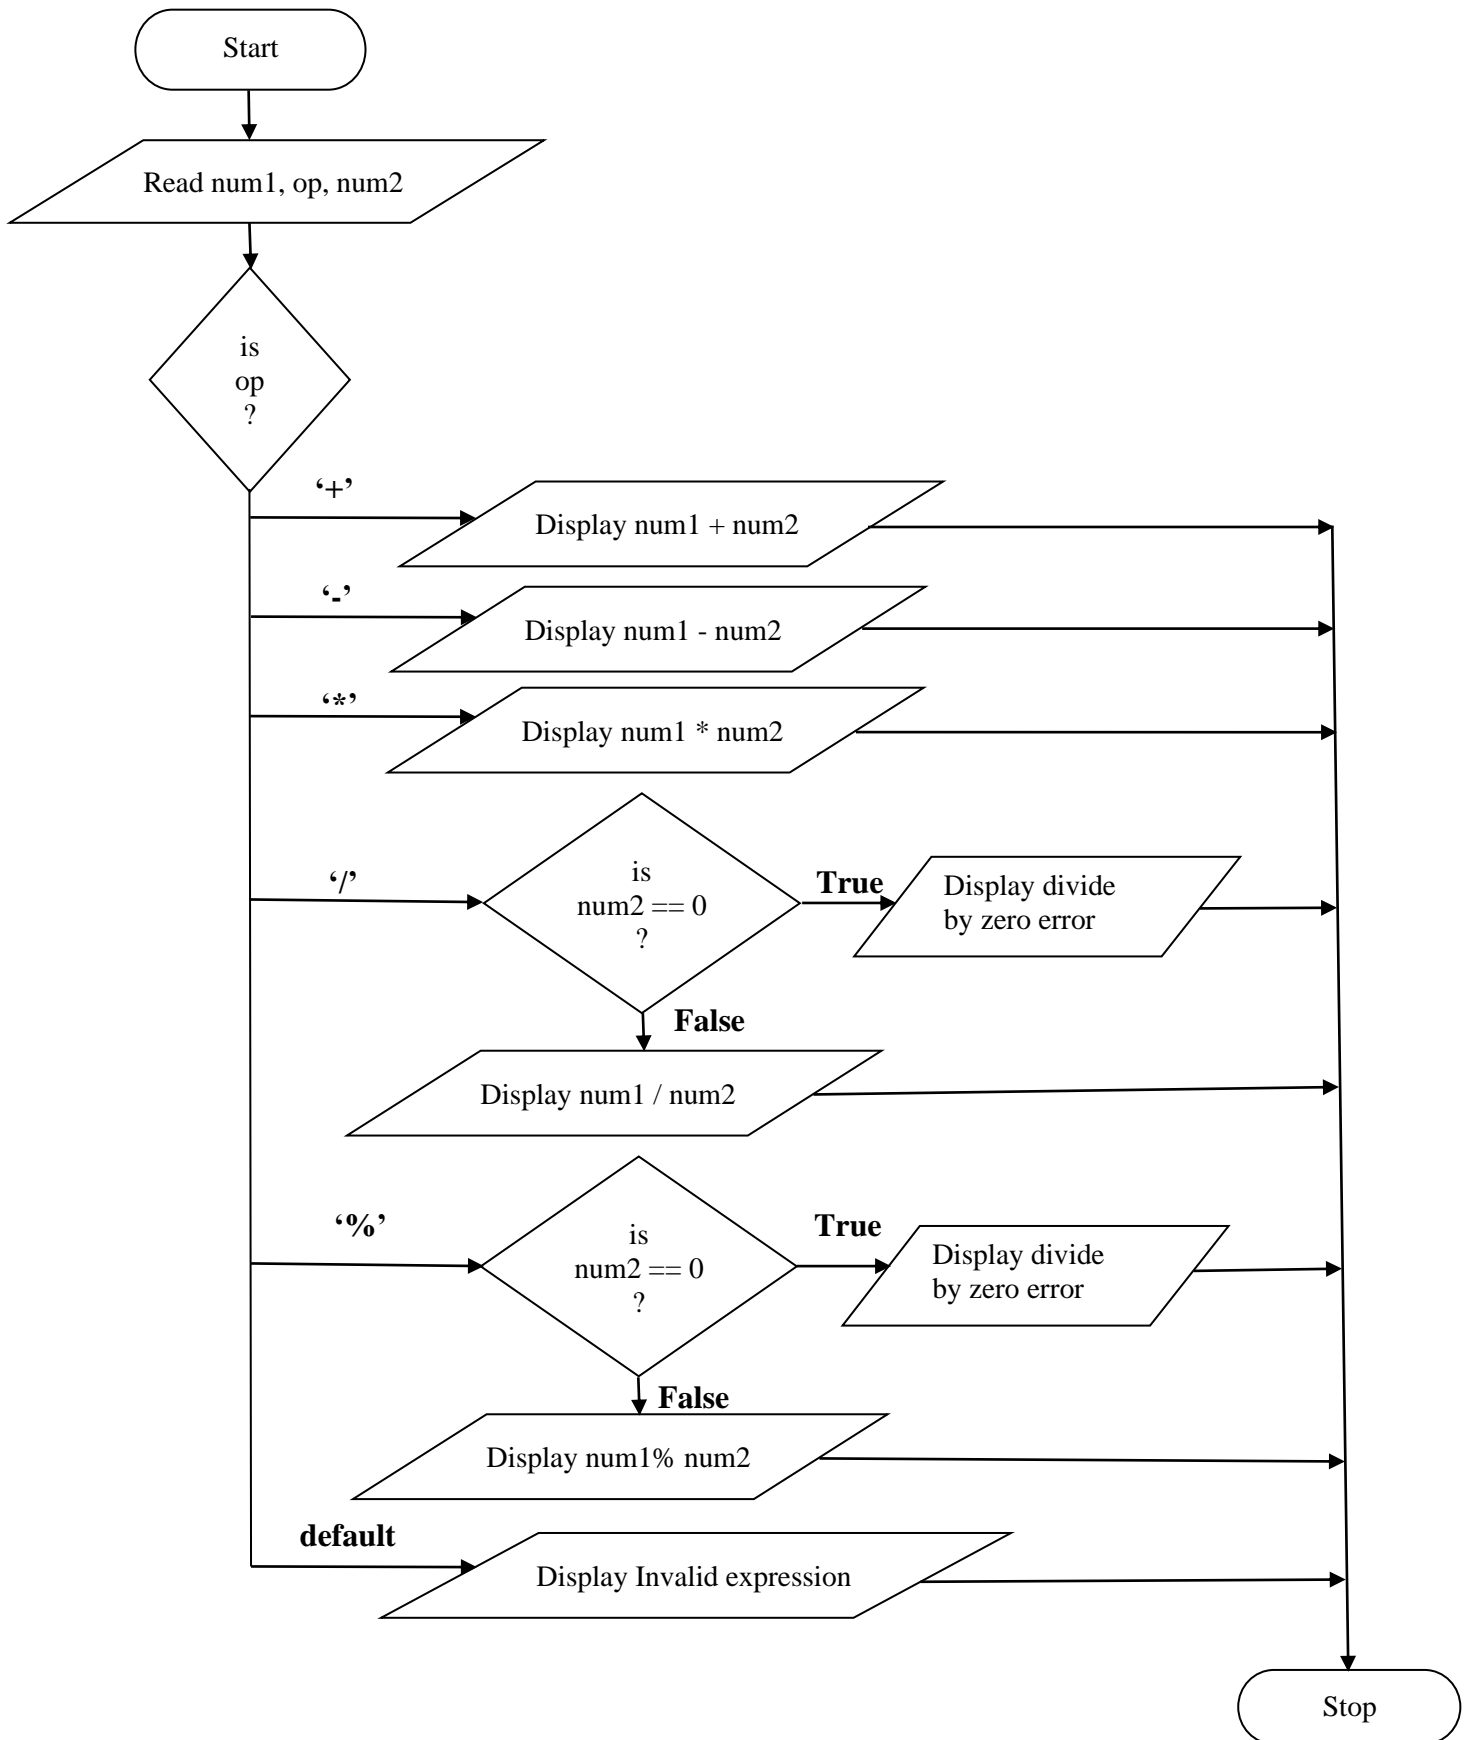 Start
Read num1, op, num2
is
op
?
‘+’
Display num1 + num2
‘-’
Display num1 - num2
‘*’
Display num1 * num2
‘/’
is
num2 == 0
?
True
Display divide
by zero error
False
Display num1 / num2
‘%’
is
num2 == 0
?
True
Display divide
by zero error
False
Display num1% num2
default
Display Invalid expression
Stop